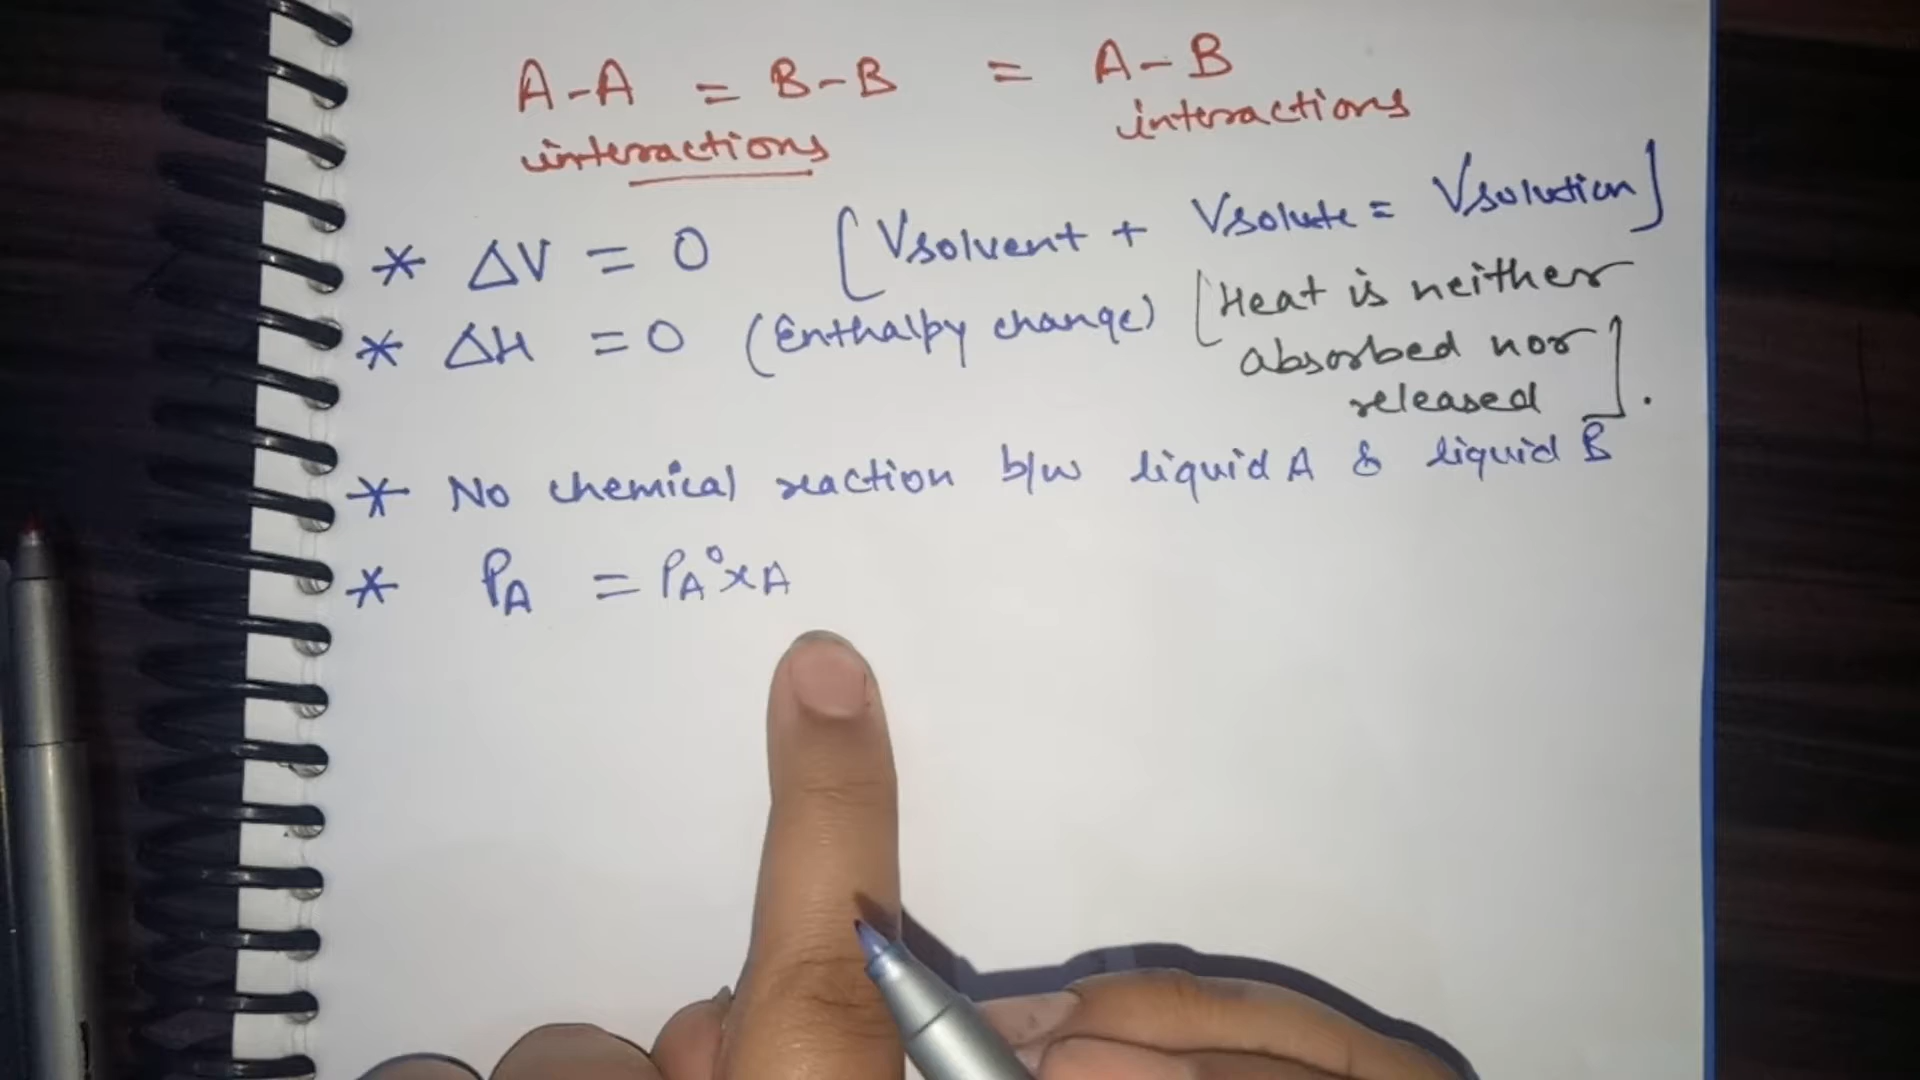 A-A = B-B = A-B
interactions interactions
* ΔV = 0 [Vsolvent + Vsolute = Vsolution]
* ΔH = 0 (Enthalpy change) [Heat is neither
absorbed nor
released].
* No chemical reaction b/w liquid A & liquid B
* PA = PA°xA